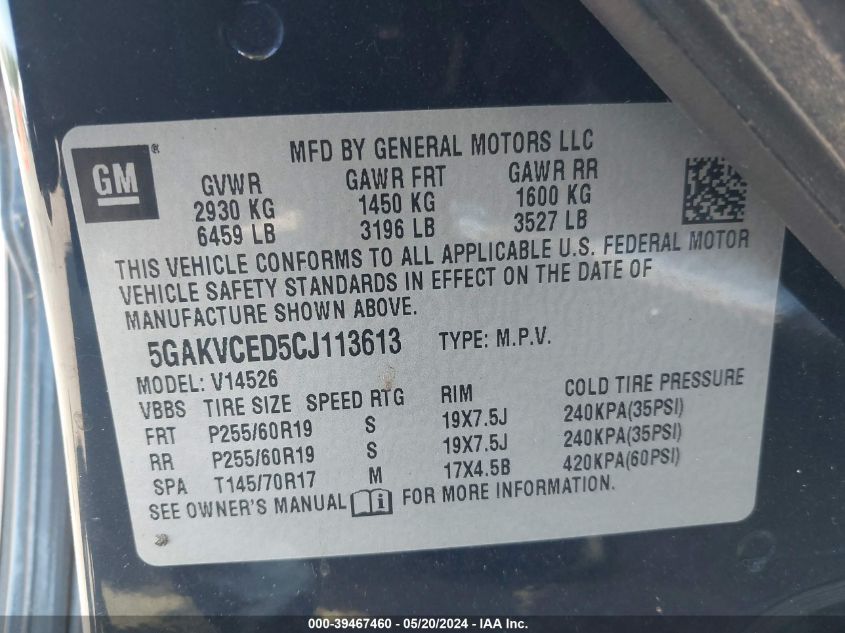 MFD BY GENERAL MOTORS LLC
GM ®
GVWR GAWR FRT GAWR RR
2930 KG 1450 KG 1600 KG
6459 LB 3196 LB 3527 LB
THIS VEHICLE CONFORMS TO ALL APPLICABLE U.S. FEDERAL MOTOR
VEHICLE SAFETY STANDARDS IN EFFECT ON THE DATE OF
MANUFACTURE SHOWN ABOVE.
5GAKVCED5CJ113613 TYPE: M.P.V.
MODEL: V14526
VBBS TIRE SIZE SPEED RTG RIM COLD TIRE PRESSURE
FRT P255/60R19 S 19X7.5J 240KPA(35PSI)
RR P255/60R19 S 19X7.5J 240KPA(35PSI)
SPA T145/70R17 M 17X4.5B 420KPA(60PSI)
SEE OWNER'S MANUAL i FOR MORE INFORMATION.
000-39467460 - 05/20/2024 - IAA Inc.